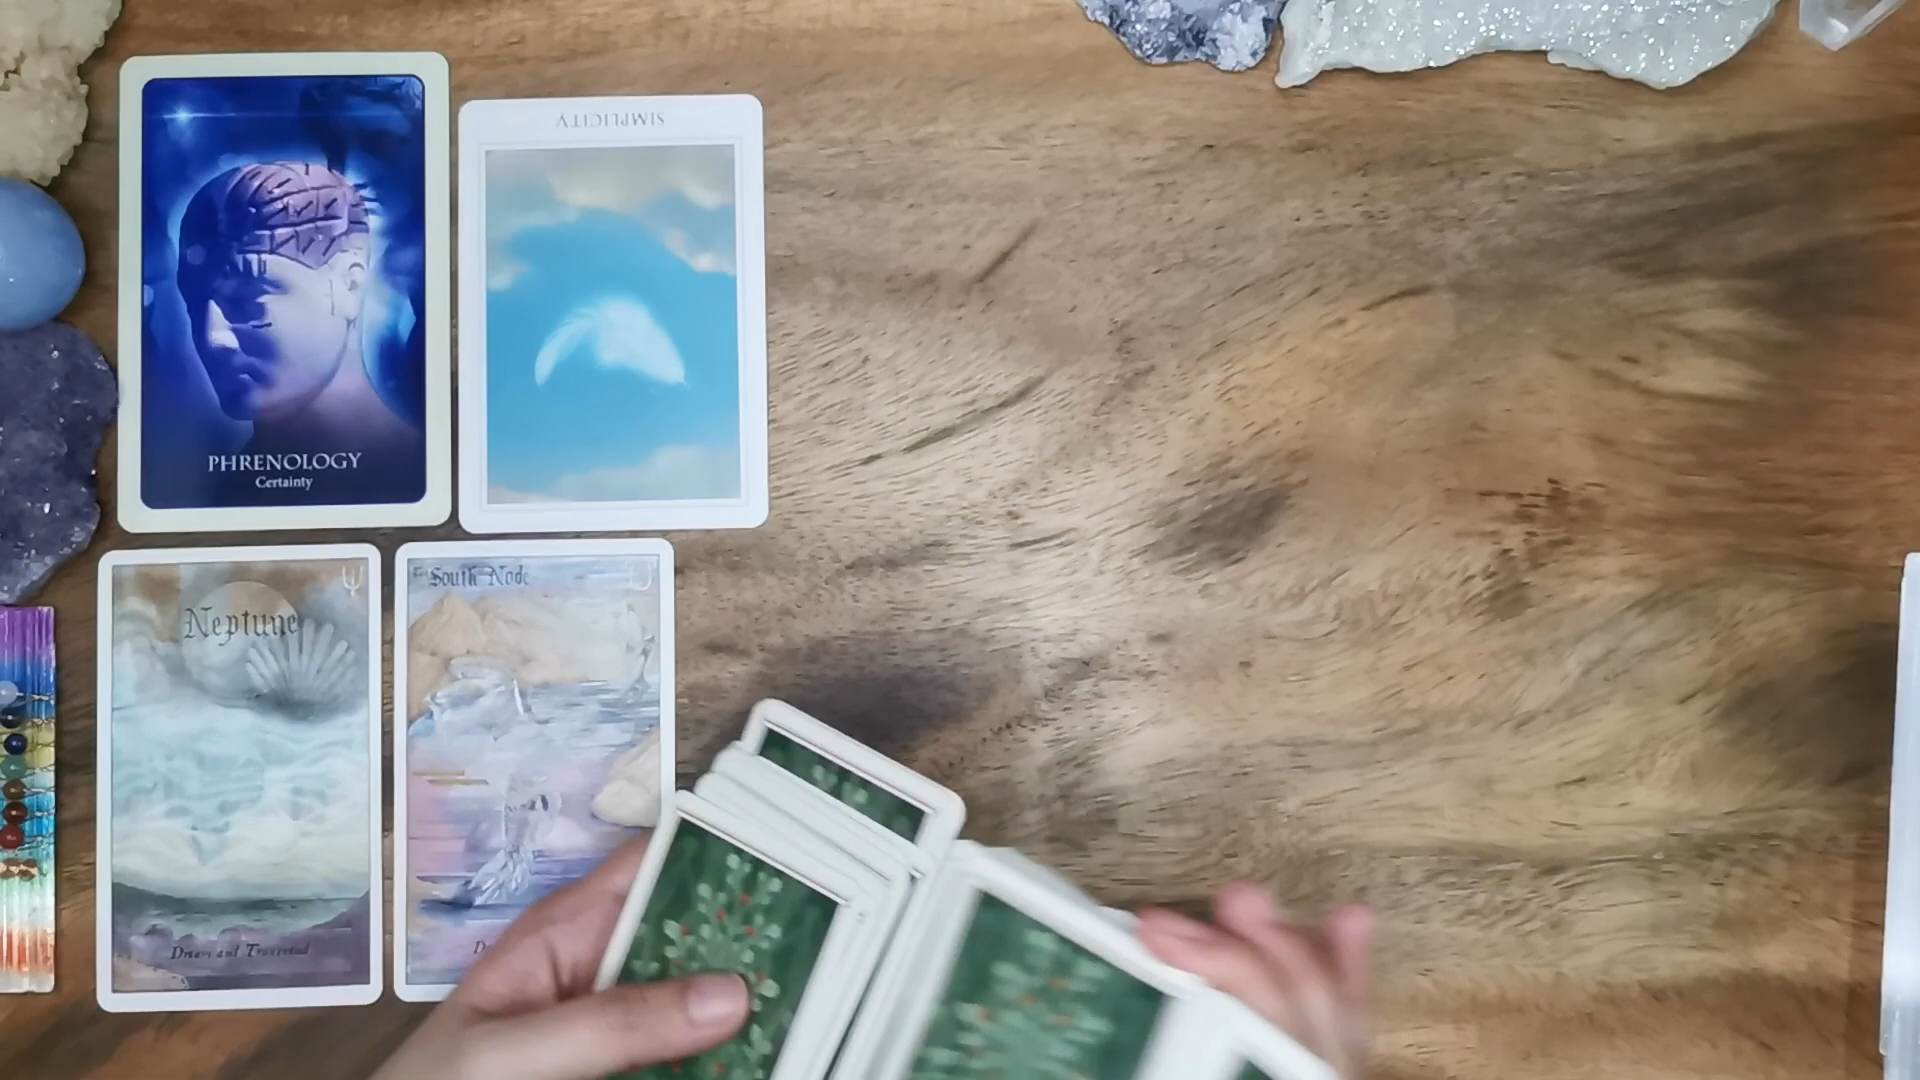 PHRENOLOGY
Certainty
SIMPLICITY
Neptune
South Node